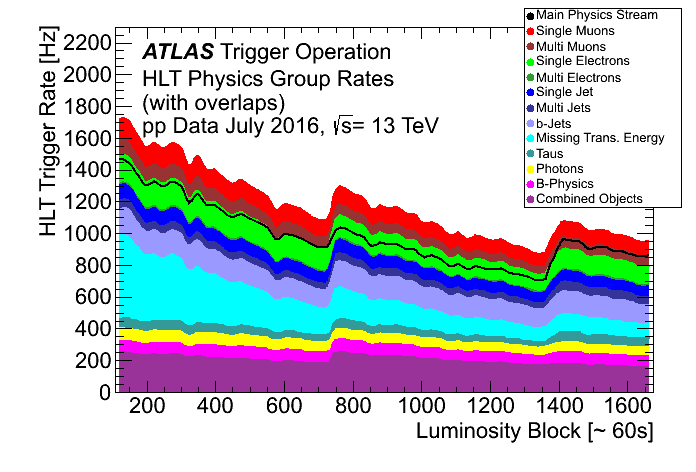 ATLAS Trigger Operation
HLT Physics Group Rates
(with overlaps)
pp Data July 2016, √s= 13 TeV
Main Physics Stream
Single Muons
Multi Muons
Single Electrons
Multi Electrons
Single Jet
Multi Jets
b-Jets
Missing Trans. Energy
Taus
Photons
B-Physics
Combined Objects
HLT Trigger Rate [Hz]
2200
2000
1800
1600
1400
1200
1000
800
600
400
200
0
200 400 600 800 1000 1200 1400 1600
Luminosity Block [~ 60s]